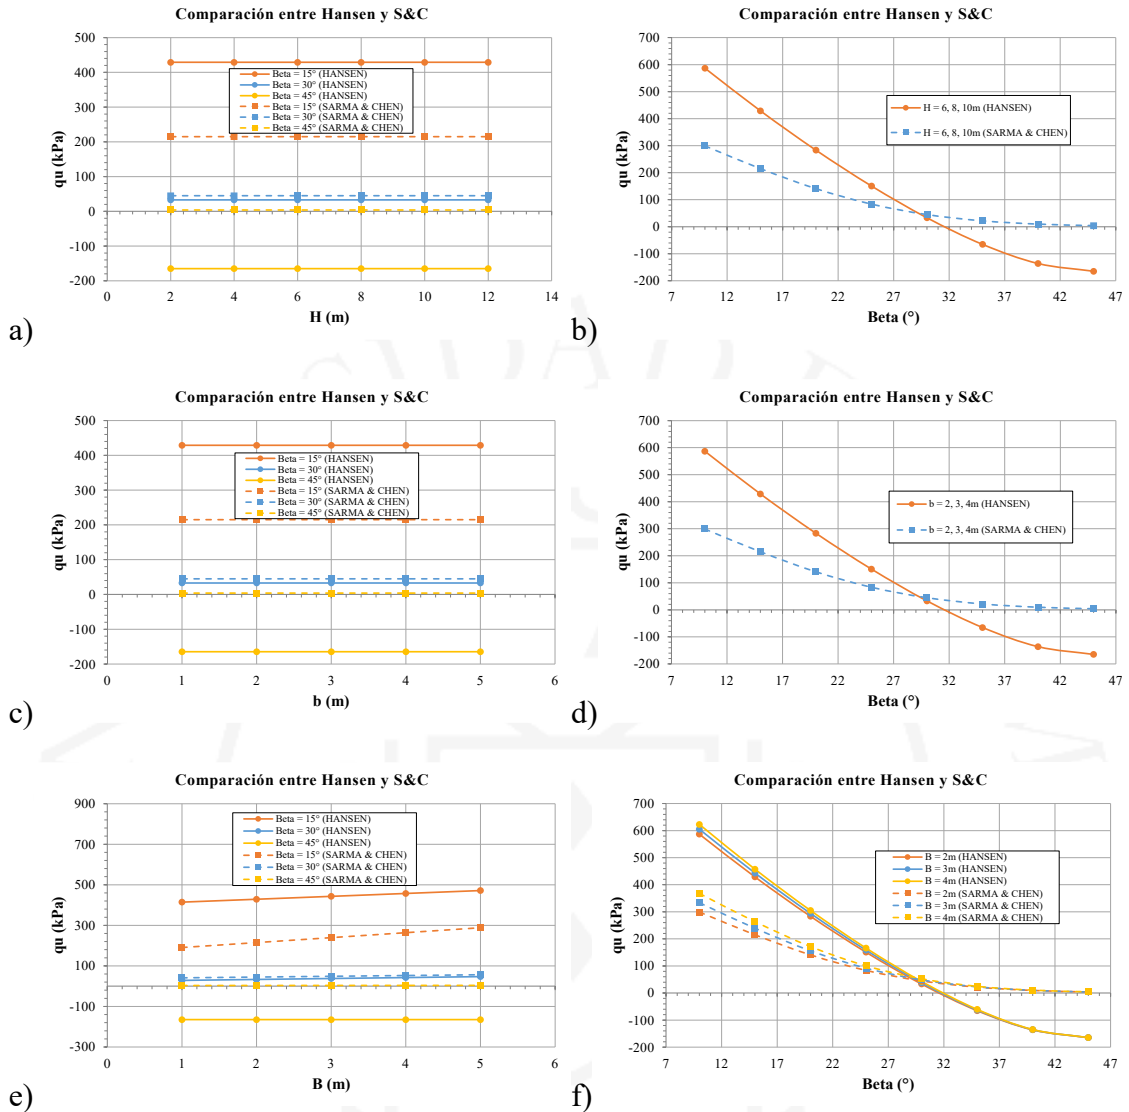 Comparación entre Hansen y S&C
500
400
300
200
100
0
-100
-200
qu (kPa)
Beta = 15° (HANSEN)
Beta = 30° (HANSEN)
Beta = 45° (HANSEN)
Beta = 15° (SARMA & CHEN)
Beta = 30° (SARMA & CHEN)
Beta = 45° (SARMA & CHEN)
0 2 4 6 8 10 12 14
H (m)
a)
Comparación entre Hansen y S&C
700
600
500
400
300
200
100
0
-100
-200
qu (kPa)
H = 6, 8, 10m (HANSEN)
H = 6, 8, 10m (SARMA & CHEN)
7 12 17 22 27 32 37 42 47
Beta (°)
b)
Comparación entre Hansen y S&C
500
400
300
200
100
0
-100
-200
qu (kPa)
Beta = 15° (HANSEN)
Beta = 30° (HANSEN)
Beta = 45° (HANSEN)
Beta = 15° (SARMA & CHEN)
Beta = 30° (SARMA & CHEN)
Beta = 45° (SARMA & CHEN)
0 1 2 3 4 5 6
b (m)
c)
Comparación entre Hansen y S&C
700
600
500
400
300
200
100
0
-100
-200
qu (kPa)
b = 2, 3, 4m (HANSEN)
b = 2, 3, 4m (SARMA & CHEN)
7 12 17 22 27 32 37 42 47
Beta (°)
d)
Comparación entre Hansen y S&C
900
700
500
300
100
-100
-300
qu (kPa)
Beta = 15° (HANSEN)
Beta = 30° (HANSEN)
Beta = 45° (HANSEN)
Beta = 15° (SARMA & CHEN)
Beta = 30° (SARMA & CHEN)
Beta = 45° (SARMA & CHEN)
0 1 2 3 4 5 6
B (m)
e)
Comparación entre Hansen y S&C
700
600
500
400
300
200
100
0
-100
-200
qu (kPa)
B = 2m (HANSEN)
B = 3m (HANSEN)
B = 4m (HANSEN)
B = 2m (SARMA & CHEN)
B = 3m (SARMA & CHEN)
B = 4m (SARMA & CHEN)
7 12 17 22 27 32 37 42 47
Beta (°)
f)